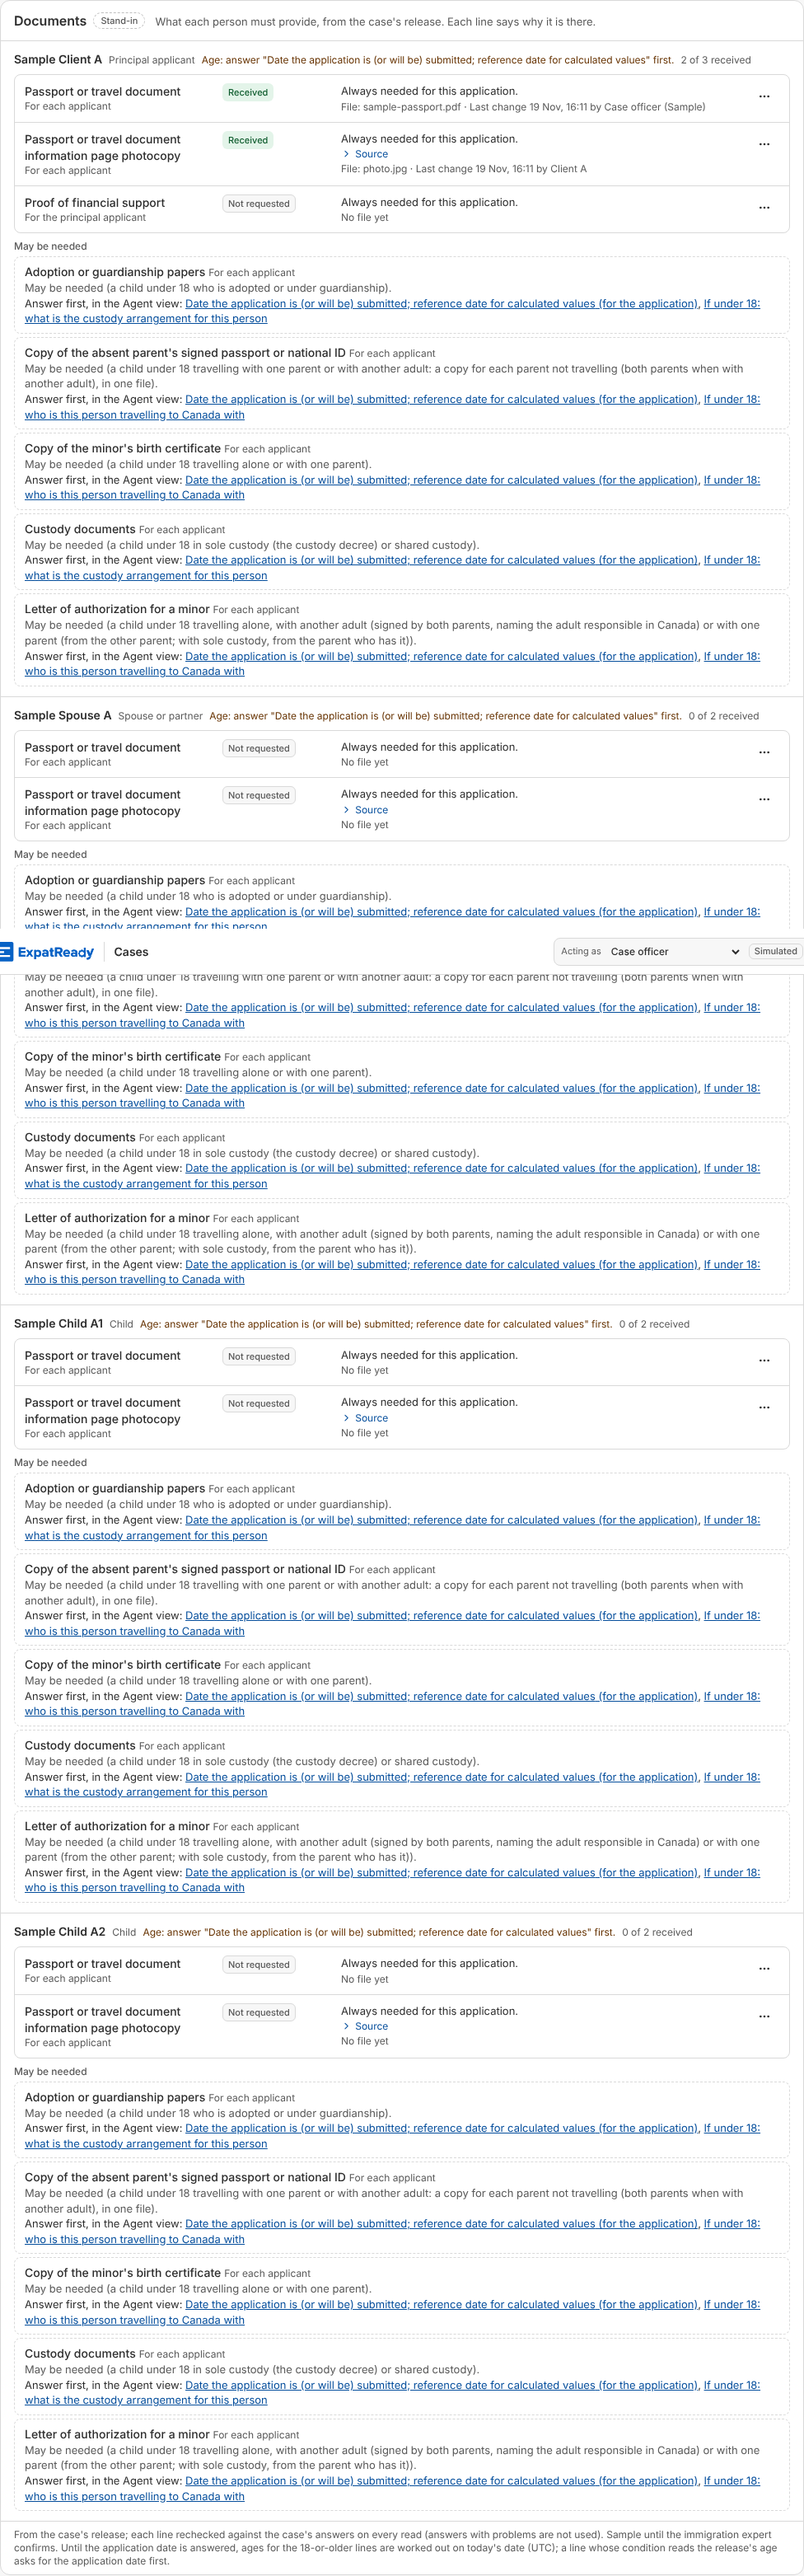 Documents Stand-in What each person must provide, from the case's release. Each line says why it is there.
Sample Client A Principal applicant Age: answer "Date the application is (or will be) submitted; reference date for calculated values" first. 2 of 3 received
Passport or travel document Received Always needed for this application. ...
For each applicant File: sample-passport.pdf · Last change 19 Nov, 16:11 by Case officer (Sample)
Passport or travel document Received Always needed for this application. ...
information page photocopy > Source
For each applicant File: photo.jpg · Last change 19 Nov, 16:11 by Client A
Proof of financial support Not requested Always needed for this application. ...
For the principal applicant No file yet
May be needed
Adoption or guardianship papers For each applicant
May be needed (a child under 18 who is adopted or under guardianship).
Answer first, in the Agent view: Date the application is (or will be) submitted; reference date for calculated values (for the application), If under 18:
what is the custody arrangement for this person
Copy of the absent parent's signed passport or national ID For each applicant
May be needed (a child under 18 travelling with one parent or with another adult: a copy for each parent not travelling (both parents when with
another adult), in one file).
Answer first, in the Agent view: Date the application is (or will be) submitted; reference date for calculated values (for the application), If under 18:
who is this person travelling to Canada with
Copy of the minor's birth certificate For each applicant
May be needed (a child under 18 travelling alone or with one parent).
Answer first, in the Agent view: Date the application is (or will be) submitted; reference date for calculated values (for the application), If under 18:
who is this person travelling to Canada with
Custody documents For each applicant
May be needed (a child under 18 in sole custody (the custody decree) or shared custody).
Answer first, in the Agent view: Date the application is (or will be) submitted; reference date for calculated values (for the application), If under 18:
what is the custody arrangement for this person
Letter of authorization for a minor For each applicant
May be needed (a child under 18 travelling alone, with another adult (signed by both parents, naming the adult responsible in Canada) or with one
parent (from the other parent; with sole custody, from the parent who has it)).
Answer first, in the Agent view: Date the application is (or will be) submitted; reference date for calculated values (for the application), If under 18:
who is this person travelling to Canada with
Sample Spouse A Spouse or partner Age: answer "Date the application is (or will be) submitted; reference date for calculated values" first. 0 of 2 received
Passport or travel document Not requested Always needed for this application. ...
For each applicant No file yet
Passport or travel document Not requested Always needed for this application. ...
information page photocopy > Source
For each applicant No file yet
May be needed
Adoption or guardianship papers For each applicant
May be needed (a child under 18 who is adopted or under guardianship).
Answer first, in the Agent view: Date the application is (or will be) submitted; reference date for calculated values (for the application), If under 18:
what is the custody arrangement for this person
ExpatReady Cases Acting as Case officer Simulated
May be needed (a child under 18 travelling with one parent or with another adult: a copy for each parent not travelling (both parents when with
another adult), in one file).
Answer first, in the Agent view: Date the application is (or will be) submitted; reference date for calculated values (for the application), If under 18:
who is this person travelling to Canada with
Copy of the minor's birth certificate For each applicant
May be needed (a child under 18 travelling alone or with one parent).
Answer first, in the Agent view: Date the application is (or will be) submitted; reference date for calculated values (for the application), If under 18:
who is this person travelling to Canada with
Custody documents For each applicant
May be needed (a child under 18 in sole custody (the custody decree) or shared custody).
Answer first, in the Agent view: Date the application is (or will be) submitted; reference date for calculated values (for the application), If under 18:
what is the custody arrangement for this person
Letter of authorization for a minor For each applicant
May be needed (a child under 18 travelling alone, with another adult (signed by both parents, naming the adult responsible in Canada) or with one
parent (from the other parent; with sole custody, from the parent who has it)).
Answer first, in the Agent view: Date the application is (or will be) submitted; reference date for calculated values (for the application), If under 18:
who is this person travelling to Canada with
Sample Child A1 Child Age: answer "Date the application is (or will be) submitted; reference date for calculated values" first. 0 of 2 received
Passport or travel document Not requested Always needed for this application. ...
For each applicant No file yet
Passport or travel document Not requested Always needed for this application. ...
information page photocopy > Source
For each applicant No file yet
May be needed
Adoption or guardianship papers For each applicant
May be needed (a child under 18 who is adopted or under guardianship).
Answer first, in the Agent view: Date the application is (or will be) submitted; reference date for calculated values (for the application), If under 18:
what is the custody arrangement for this person
Copy of the absent parent's signed passport or national ID For each applicant
May be needed (a child under 18 travelling with one parent or with another adult: a copy for each parent not travelling (both parents when with
another adult), in one file).
Answer first, in the Agent view: Date the application is (or will be) submitted; reference date for calculated values (for the application), If under 18:
who is this person travelling to Canada with
Copy of the minor's birth certificate For each applicant
May be needed (a child under 18 travelling alone or with one parent).
Answer first, in the Agent view: Date the application is (or will be) submitted; reference date for calculated values (for the application), If under 18:
who is this person travelling to Canada with
Custody documents For each applicant
May be needed (a child under 18 in sole custody (the custody decree) or shared custody).
Answer first, in the Agent view: Date the application is (or will be) submitted; reference date for calculated values (for the application), If under 18:
what is the custody arrangement for this person
Letter of authorization for a minor For each applicant
May be needed (a child under 18 travelling alone, with another adult (signed by both parents, naming the adult responsible in Canada) or with one
parent (from the other parent; with sole custody, from the parent who has it)).
Answer first, in the Agent view: Date the application is (or will be) submitted; reference date for calculated values (for the application), If under 18:
who is this person travelling to Canada with
Sample Child A2 Child Age: answer "Date the application is (or will be) submitted; reference date for calculated values" first. 0 of 2 received
Passport or travel document Not requested Always needed for this application. ...
For each applicant No file yet
Passport or travel document Not requested Always needed for this application. ...
information page photocopy > Source
For each applicant No file yet
May be needed
Adoption or guardianship papers For each applicant
May be needed (a child under 18 who is adopted or under guardianship).
Answer first, in the Agent view: Date the application is (or will be) submitted; reference date for calculated values (for the application), If under 18:
what is the custody arrangement for this person
Copy of the absent parent's signed passport or national ID For each applicant
May be needed (a child under 18 travelling with one parent or with another adult: a copy for each parent not travelling (both parents when with
another adult), in one file).
Answer first, in the Agent view: Date the application is (or will be) submitted; reference date for calculated values (for the application), If under 18:
who is this person travelling to Canada with
Copy of the minor's birth certificate For each applicant
May be needed (a child under 18 travelling alone or with one parent).
Answer first, in the Agent view: Date the application is (or will be) submitted; reference date for calculated values (for the application), If under 18:
who is this person travelling to Canada with
Custody documents For each applicant
May be needed (a child under 18 in sole custody (the custody decree) or shared custody).
Answer first, in the Agent view: Date the application is (or will be) submitted; reference date for calculated values (for the application), If under 18:
what is the custody arrangement for this person
Letter of authorization for a minor For each applicant
May be needed (a child under 18 travelling alone, with another adult (signed by both parents, naming the adult responsible in Canada) or with one
parent (from the other parent; with sole custody, from the parent who has it)).
Answer first, in the Agent view: Date the application is (or will be) submitted; reference date for calculated values (for the application), If under 18:
who is this person travelling to Canada with
From the case's release; each line rechecked against the case's answers on every read (answers with problems are not used). Sample until the immigration expert
confirms. Until the application date is answered, ages for the 18-or-older lines are worked out on today's date (UTC); a line whose condition reads the release's age
asks for the application date first.